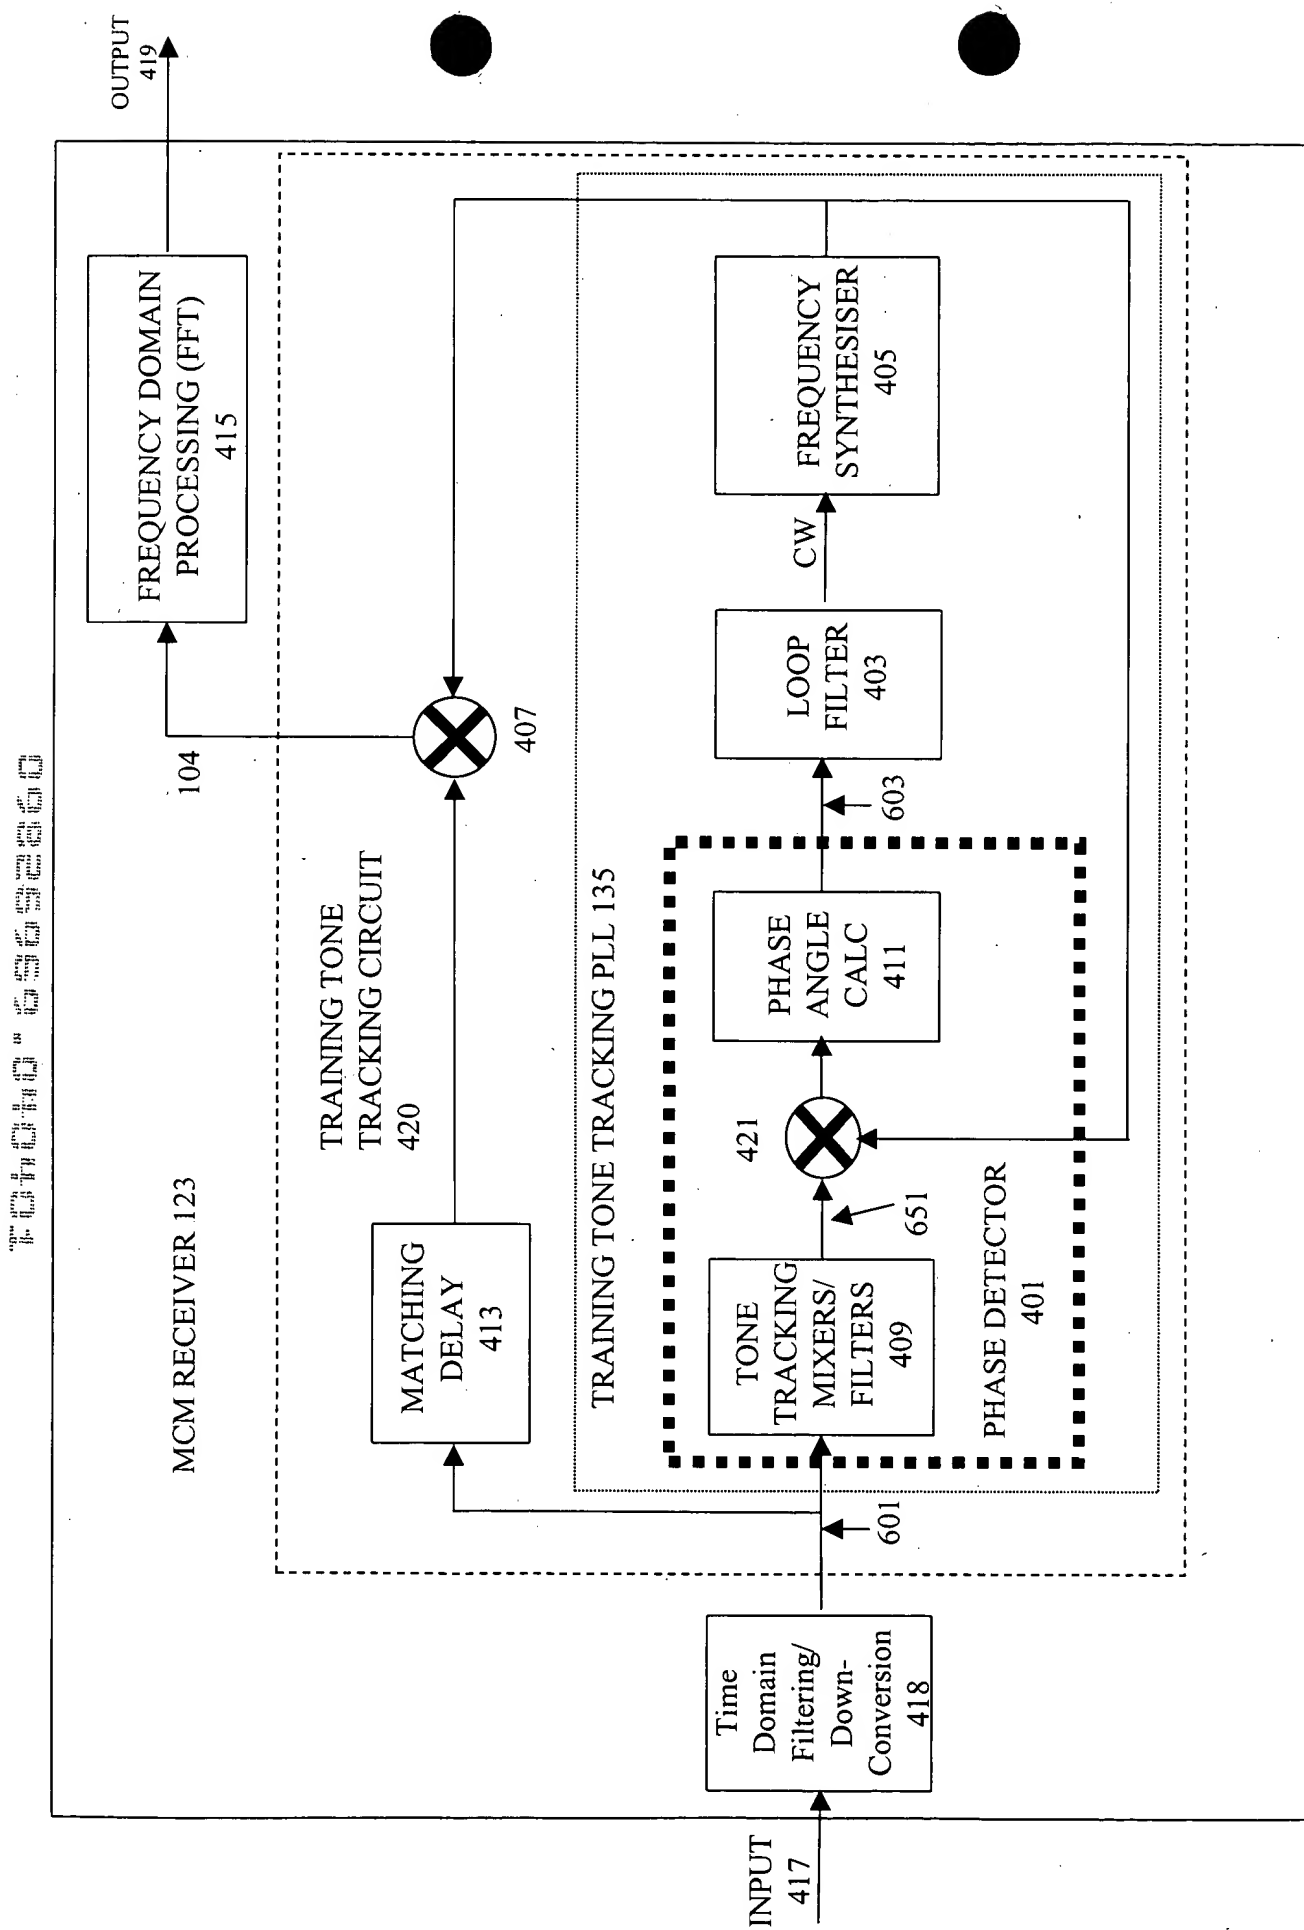 OUTPUT
419
FREQUENCY DOMAIN
PROCESSING (FFT)
415
104
MCM RECEIVER 123
TRAINING TONE
TRACKING CIRCUIT
420
MATCHING
DELAY
413
407
TRAINING TONE TRACKING PLL 135
TONE
TRACKING
MIXERS/
FILTERS
409
651
421
PHASE
ANGLE
CALC
411
603
LOOP
FILTER
403
CW
FREQUENCY
SYNTHESISER
405
PHASE DETECTOR
401
601
Time
Domain
Filtering/
Down-
Conversion
418
INPUT
417